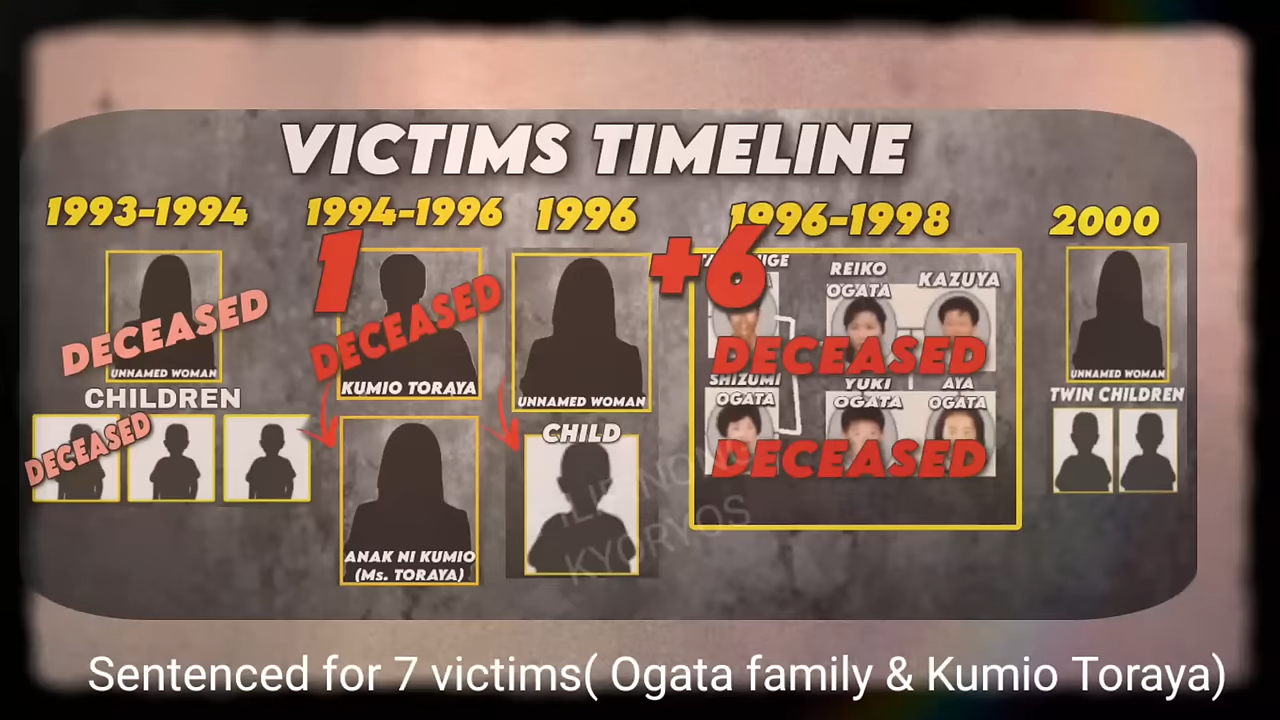 VICTIMS TIMELINE
1993-1994
1994-1996
1996
1996-1998
2000
1
+6
DECEASED
UNNAMED WOMAN
CHILDREN
DECEASED
DECEASED
KUMIO TORAYA
ANAK NI KUMIO
(Ms. TORAYA)
UNNAMED WOMAN
CHILD
REIKO
OGATA
KAZUYA
DECEASED
SHIZUMI
OGATA
YUKI
OGATA
AYA
OGATA
DECEASED
UNNAMED WOMAN
TWIN CHILDREN
KYORYOS
Sentenced for 7 victims( Ogata family & Kumio Toraya)